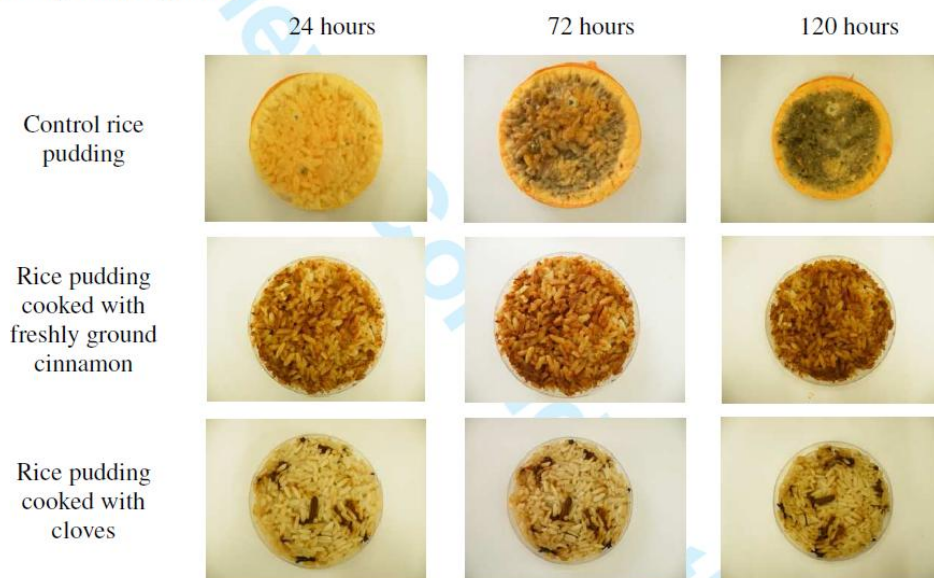 24 hours
72 hours
120 hours
Control rice
pudding
Rice pudding
cooked with
freshly ground
cinnamon
Rice pudding
cooked with
cloves